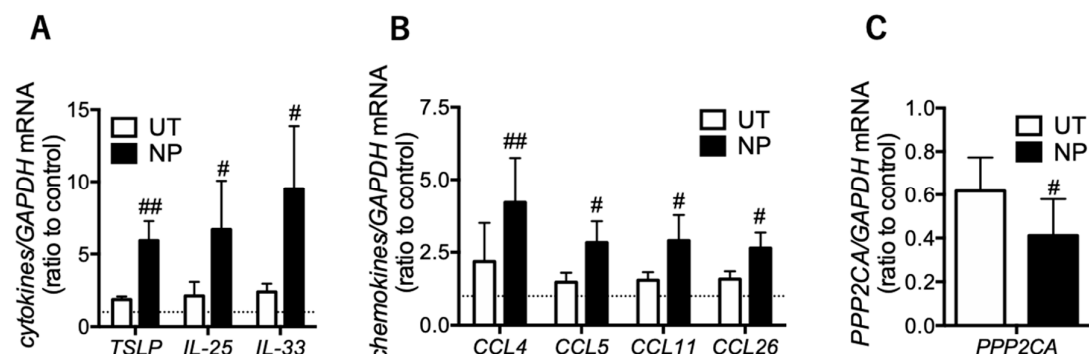 A
cytokines/GAPDH mRNA
(ratio to control)
15
10
5
0
UT
NP
##
#
#
TSLP IL-25 IL-33
B
chemokines/GAPDH mRNA
(ratio to control)
7.5
5.0
2.5
0.0
UT
NP
##
#
#
#
CCL4 CCL5 CCL11 CCL26
C
PPP2CA/GAPDH mRNA
(ratio to control)
1.0
0.8
0.6
0.4
0.2
0.0
UT
NP
#
PPP2CA